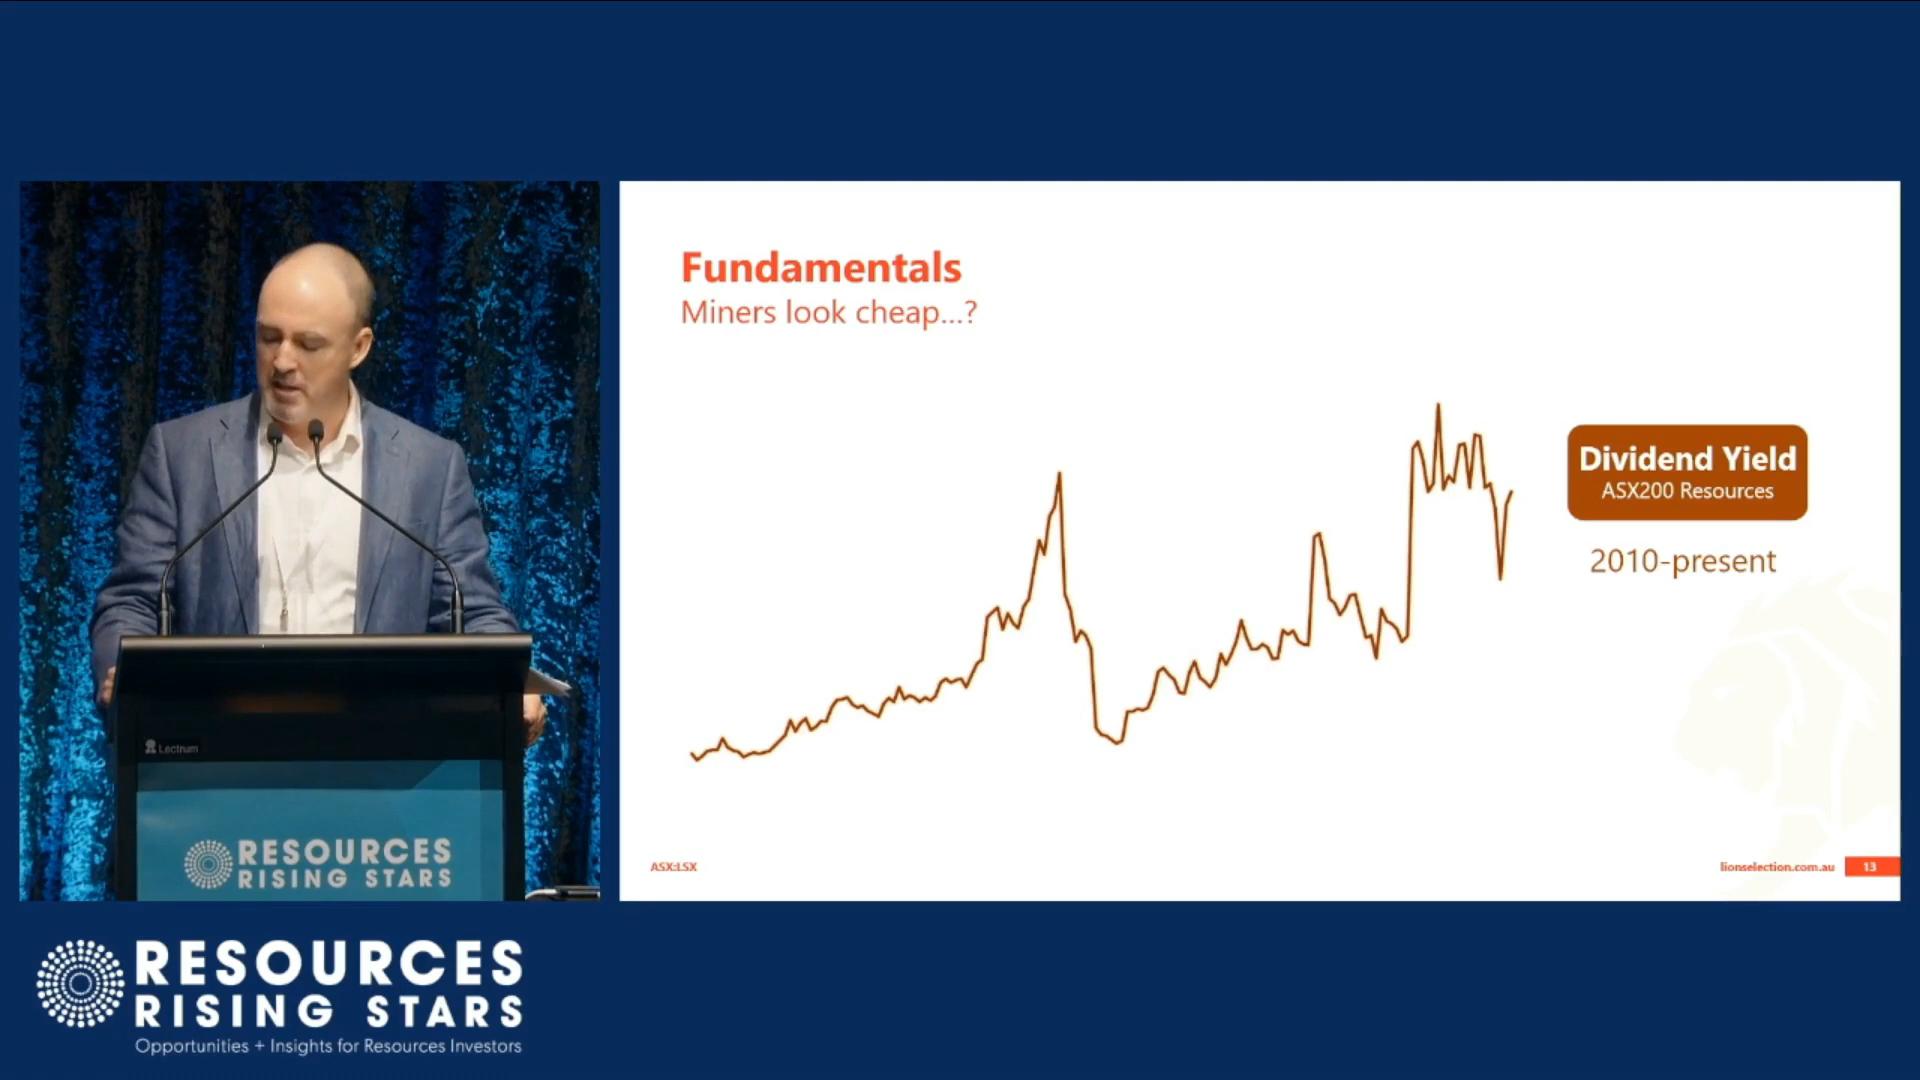 Fundamentals
Miners look cheap...?
Dividend Yield
ASX200 Resources
2010-present
ASX:LSX
lionselection.com.au
13
Lectrum
RESOURCES
RISING STARS
RESOURCES
RISING STARS
Opportunities + Insights for Resources Investors